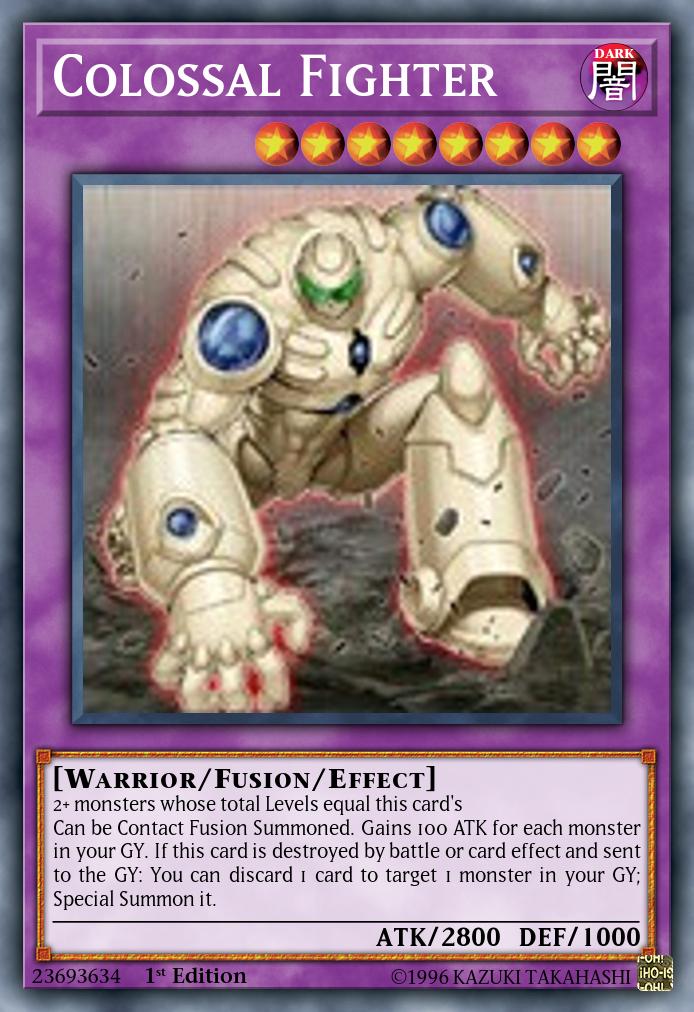 Colossal Fighter
DARK
闇
[Warrior/Fusion/Effect]
2+ monsters whose total Levels equal this card's
Can be Contact Fusion Summoned. Gains 100 ATK for each monster
in your GY. If this card is destroyed by battle or card effect and sent
to the GY: You can discard 1 card to target 1 monster in your GY;
Special Summon it.
ATK/2800 DEF/1000
23693634 1st Edition ©1996 KAZUKI TAKAHASHI